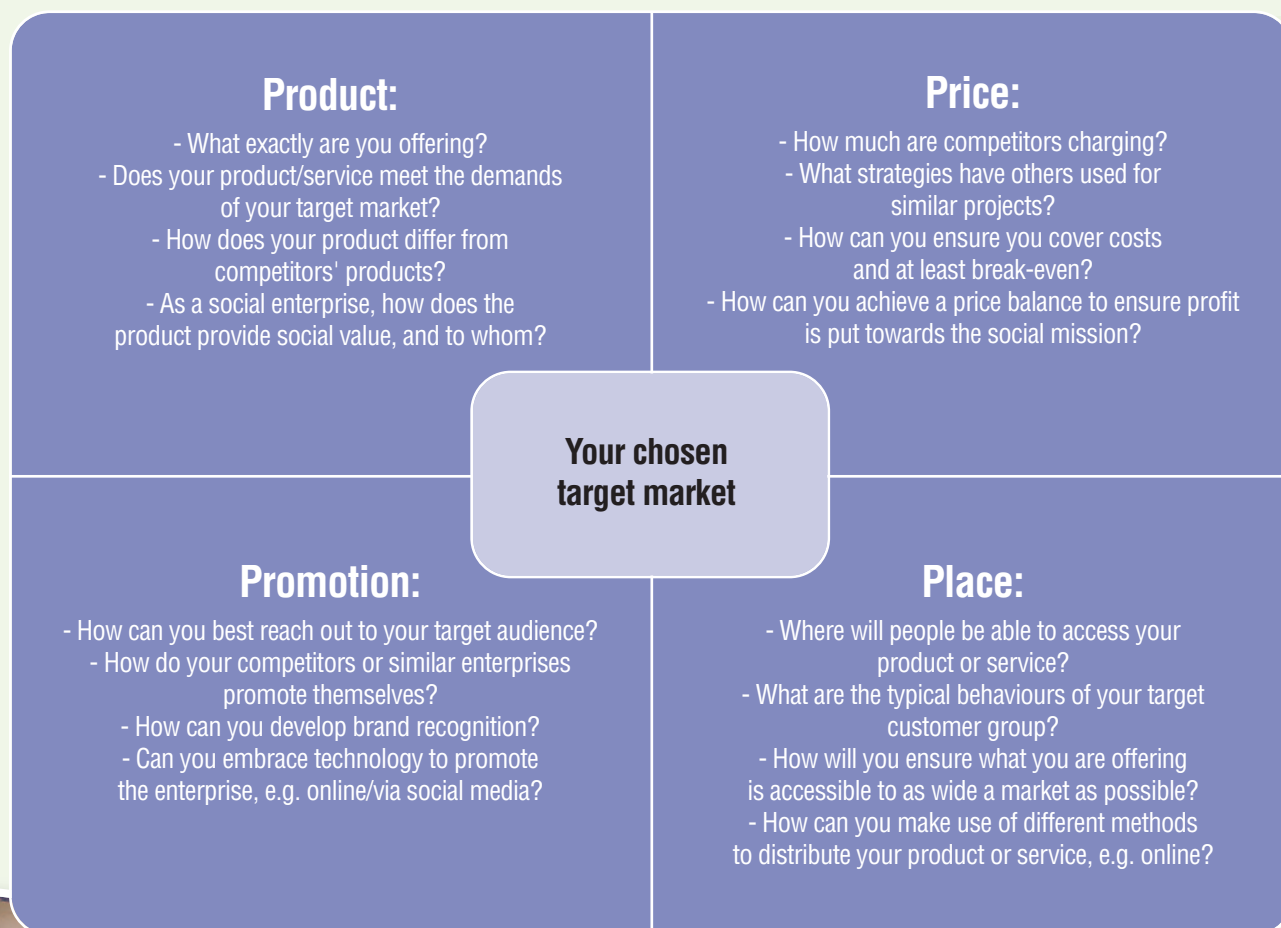 Product:
- What exactly are you offering?
- Does your product/service meet the demands
of your target market?
- How does your product differ from
competitors' products?
- As a social enterprise, how does the
product provide social value, and to whom?
Price:
- How much are competitors charging?
- What strategies have others used for
similar projects?
- How can you ensure you cover costs
and at least break-even?
- How can you achieve a price balance to ensure profit
is put towards the social mission?
Your chosen
target market
Promotion:
- How can you best reach out to your target audience?
- How do your competitors or similar enterprises
promote themselves?
- How can you develop brand recognition?
- Can you embrace technology to promote
the enterprise, e.g. online/via social media?
Place:
- Where will people be able to access your
product or service?
- What are the typical behaviours of your target
customer group?
- How will you ensure what you are offering
is accessible to as wide a market as possible?
- How can you make use of different methods
to distribute your product or service, e.g. online?